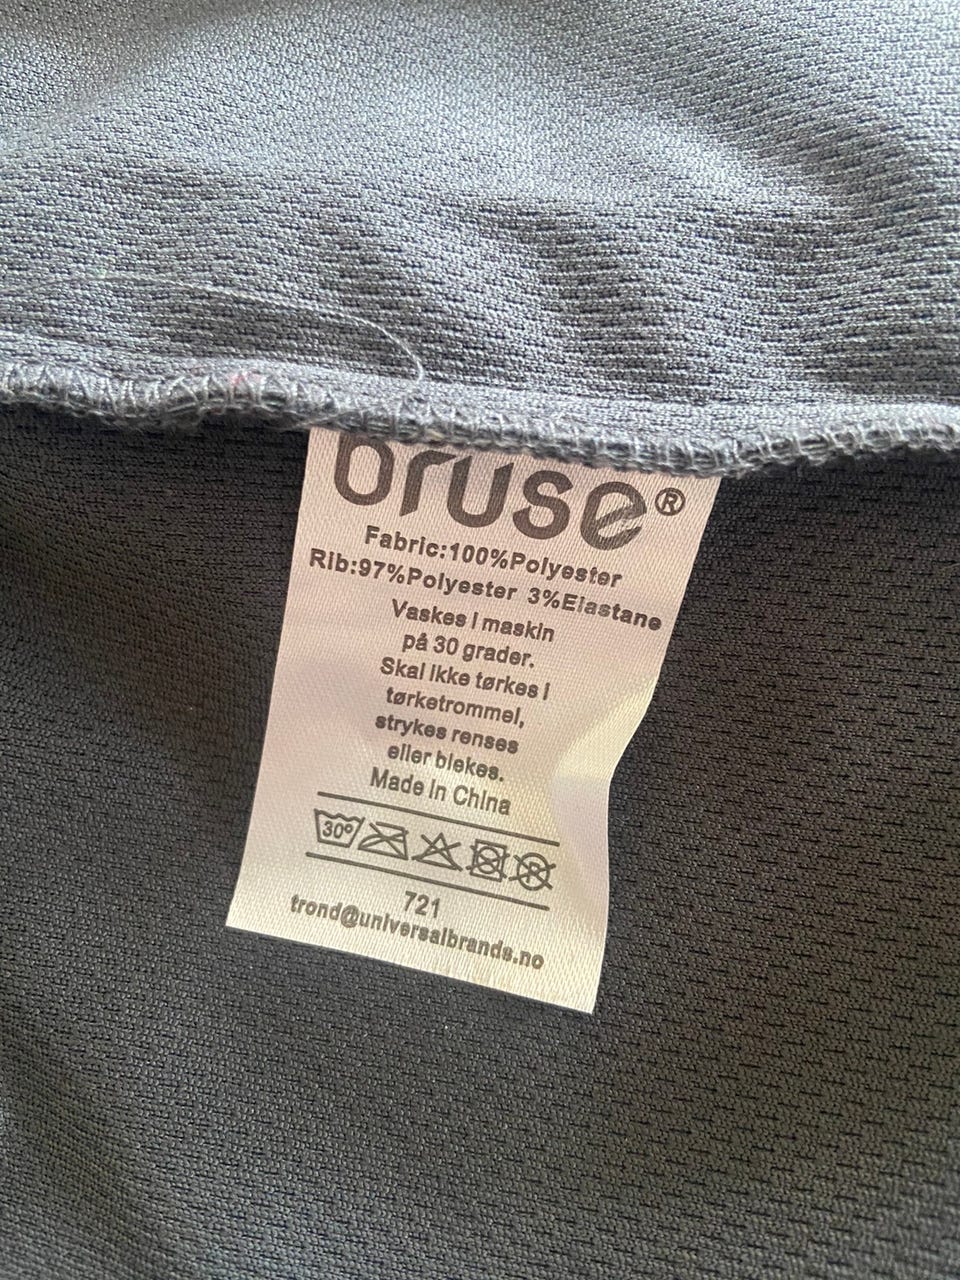 bruse®
Fabric:100%Polyester
Rib:97%Polyester 3%Elastane
Vaskes i maskin
på 30 grader.
Skal ikke tørkes i
tørketrommel,
strykes renses
eller blekes.
Made in China
30° P
721
trond@universalbrands.no